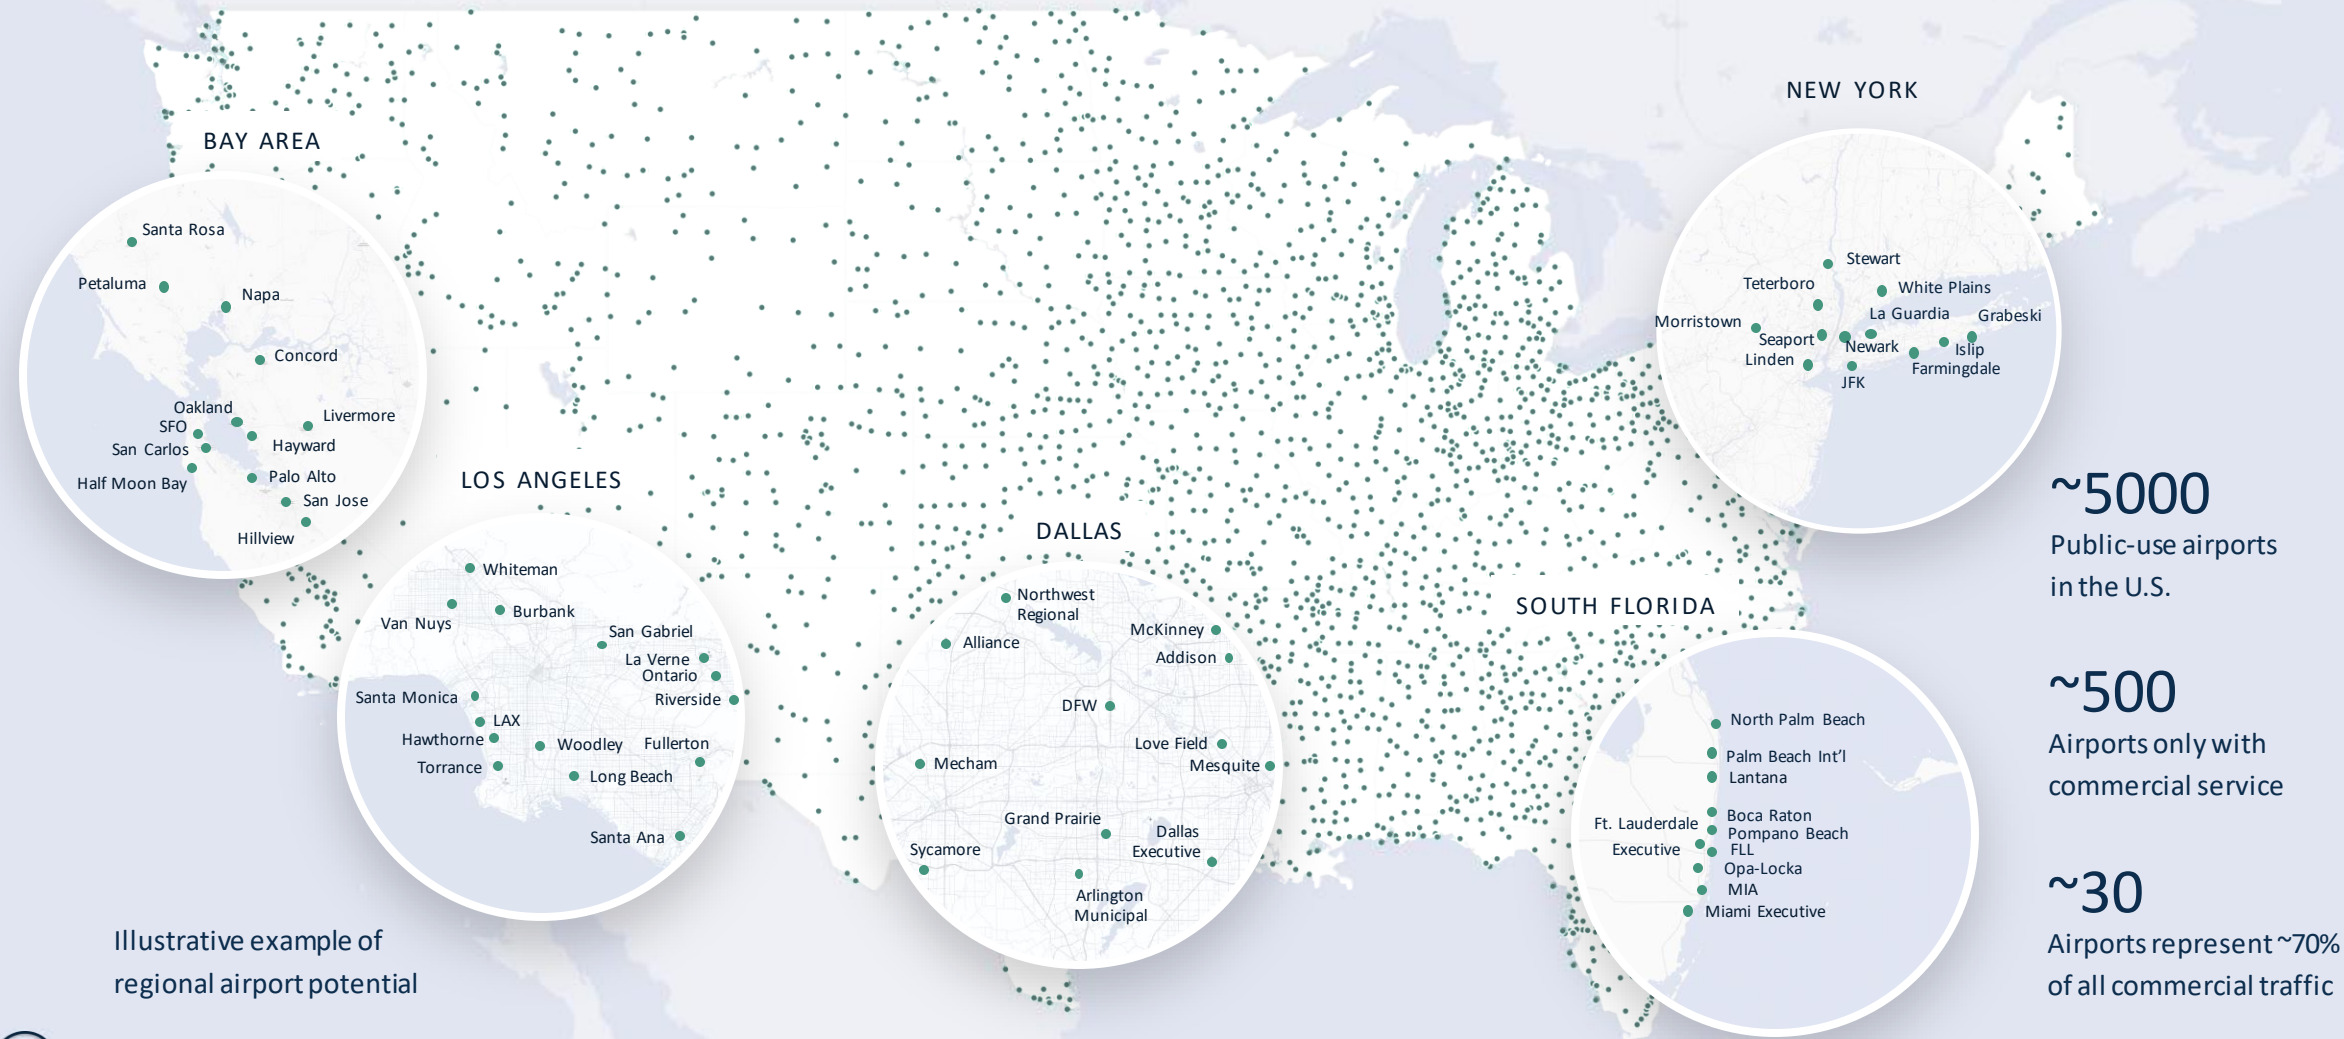 BAY AREA
Santa Rosa
Petaluma
Napa
Concord
Oakland
SFO
San Carlos
Half Moon Bay
Livermore
Hayward
Palo Alto
San Jose
Hillview
LOS ANGELES
Whiteman
Van Nuys
Burbank
San Gabriel
La Verne
Ontario
Riverside
Santa Monica
LAX
Hawthorne
Torrance
Woodley
Fullerton
Long Beach
Santa Ana
DALLAS
Northwest
Regional
Alliance
McKinney
Addison
DFW
Love Field
Mesquite
Mecham
Grand Prairie
Dallas
Executive
Sycamore
Arlington
Municipal
NEW YORK
Stewart
Teterboro
White Plains
Morristown
La Guardia
Grabeski
Seaport
Newark
Linden
Islip
Farmingdale
JFK
SOUTH FLORIDA
North Palm Beach
Palm Beach Int'l
Lantana
Boca Raton
Ft. Lauderdale
Executive
Pompano Beach
FLL
Opa-Locka
MIA
Miami Executive
~5000
Public-use airports
in the U.S.
~500
Airports only with
commercial service
~30
Airports represent ~70%
of all commercial traffic
Illustrative example of
regional airport potential